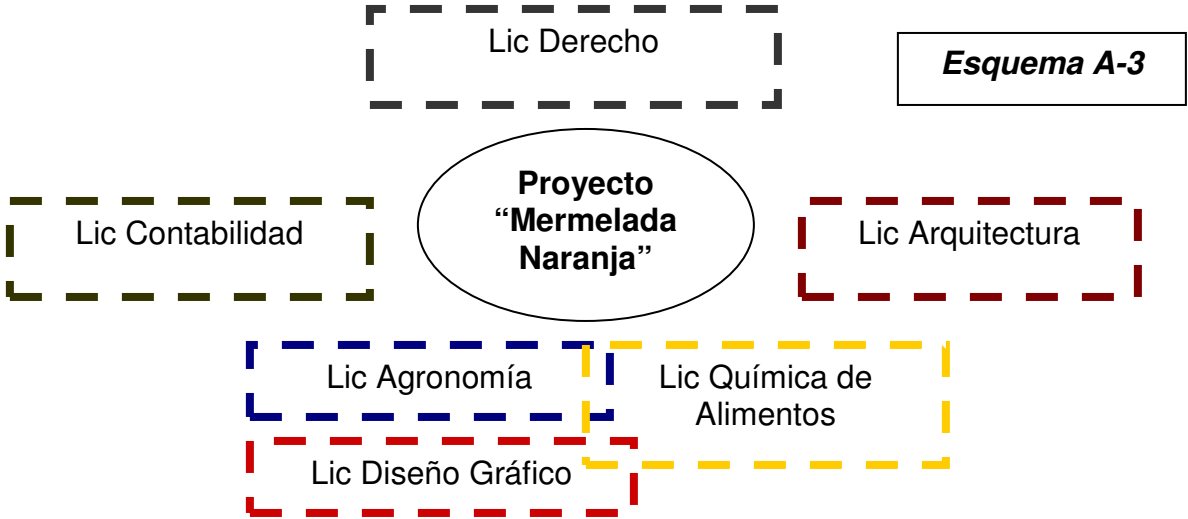 Lic Derecho
Esquema A-3
Proyecto
“Mermelada
Naranja”
Lic Contabilidad
Lic Arquitectura
Lic Agronomía
Lic Química de
Alimentos
Lic Diseño Gráfico